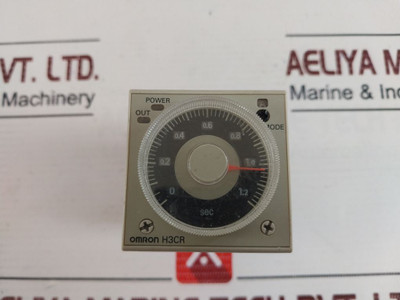 VT. LTD.
Machinery
AELIYA M
Marine & Ind
POWER
OUT
MODE
0.6
0.4
0.8
0.2
1.0
0
1.2
SEC
OMRON H3CR